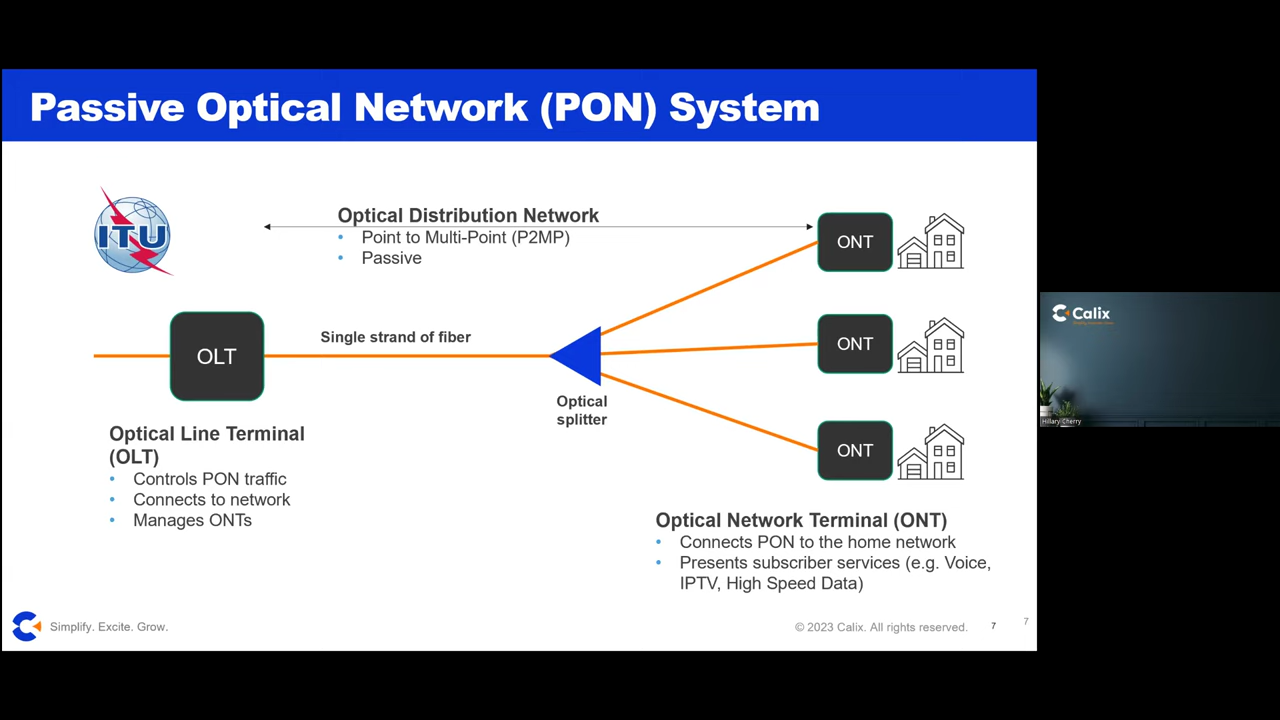 Passive Optical Network (PON) System
ITU
Optical Distribution Network
• Point to Multi-Point (P2MP)
• Passive
ONT
OLT
Single strand of fiber
ONT
Optical
splitter
ONT
Optical Line Terminal
(OLT)
• Controls PON traffic
• Connects to network
• Manages ONTs
Optical Network Terminal (ONT)
• Connects PON to the home network
• Presents subscriber services (e.g. Voice,
IPTV, High Speed Data)
Simplify. Excite. Grow.
© 2023 Calix. All rights reserved.
7
7
Calix
Hillary Cherry